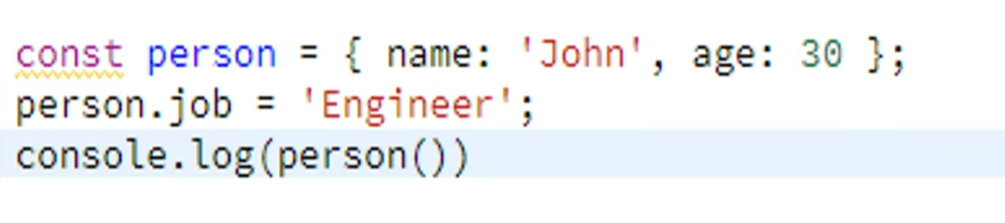 const person = { name: 'John', age: 30 };
person.job = 'Engineer';
console.log(person())